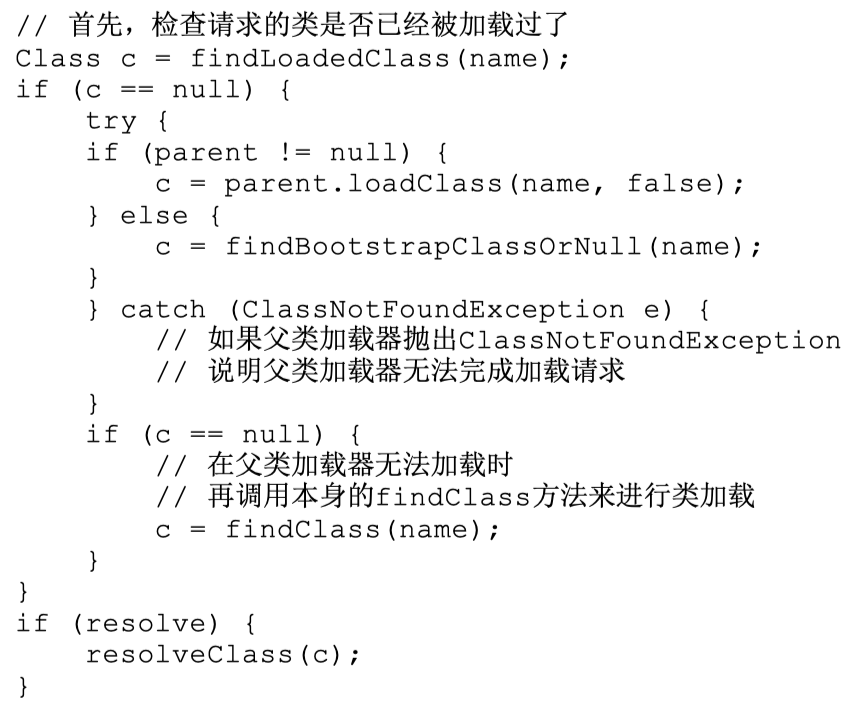 // 首先，检查请求的类是否已经被加载过了
Class c = findLoadedClass(name);
if (c == null) {
    try {
    if (parent != null) {
        c = parent.loadClass(name, false);
    } else {
        c = findBootstrapClassOrNull(name);
    }
    } catch (ClassNotFoundException e) {
        // 如果父类加载器抛出ClassNotFoundException
        // 说明父类加载器无法完成加载请求
    }
    if (c == null) {
        // 在父类加载器无法加载时
        // 再调用本身的findClass方法来进行类加载
        c = findClass(name);
    }
}
if (resolve) {
    resolveClass(c);
}